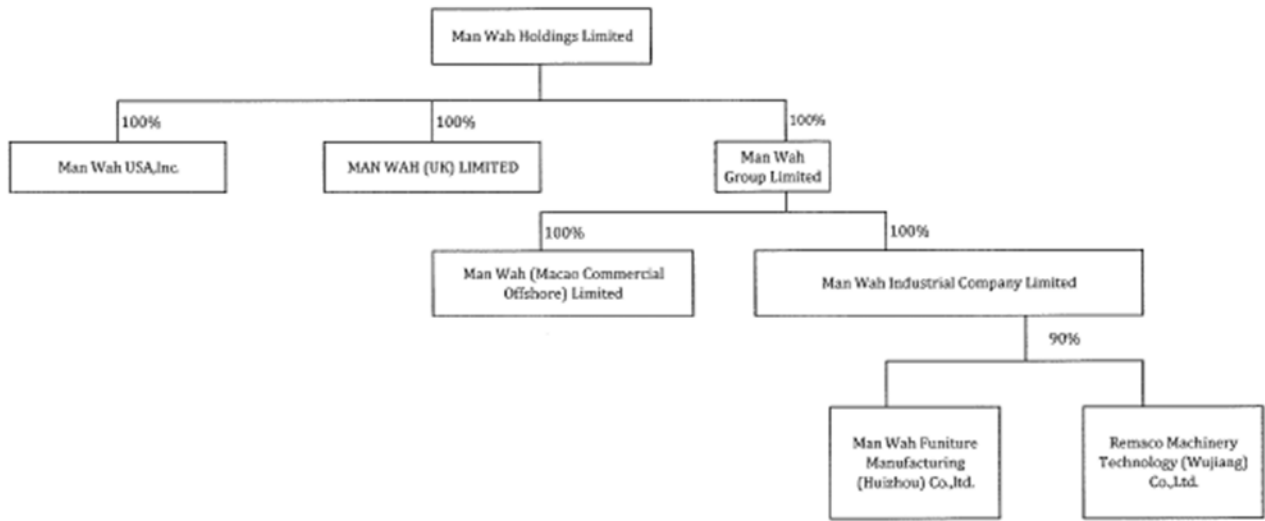 Man Wah Holdings Limited
100%
100%
100%
Man Wah USA,Inc.
MAN WAH (UK) LIMITED
Man Wah
Group Limited
100%
100%
Man Wah (Macao Commercial
Offshore) Limited
Man Wah Industrial Company Limited
90%
Man Wah Funiture
Manufacturing
(Huizhou) Co.,ltd.
Remaco Machinery
Technology (Wujiang)
Co.,Ltd.